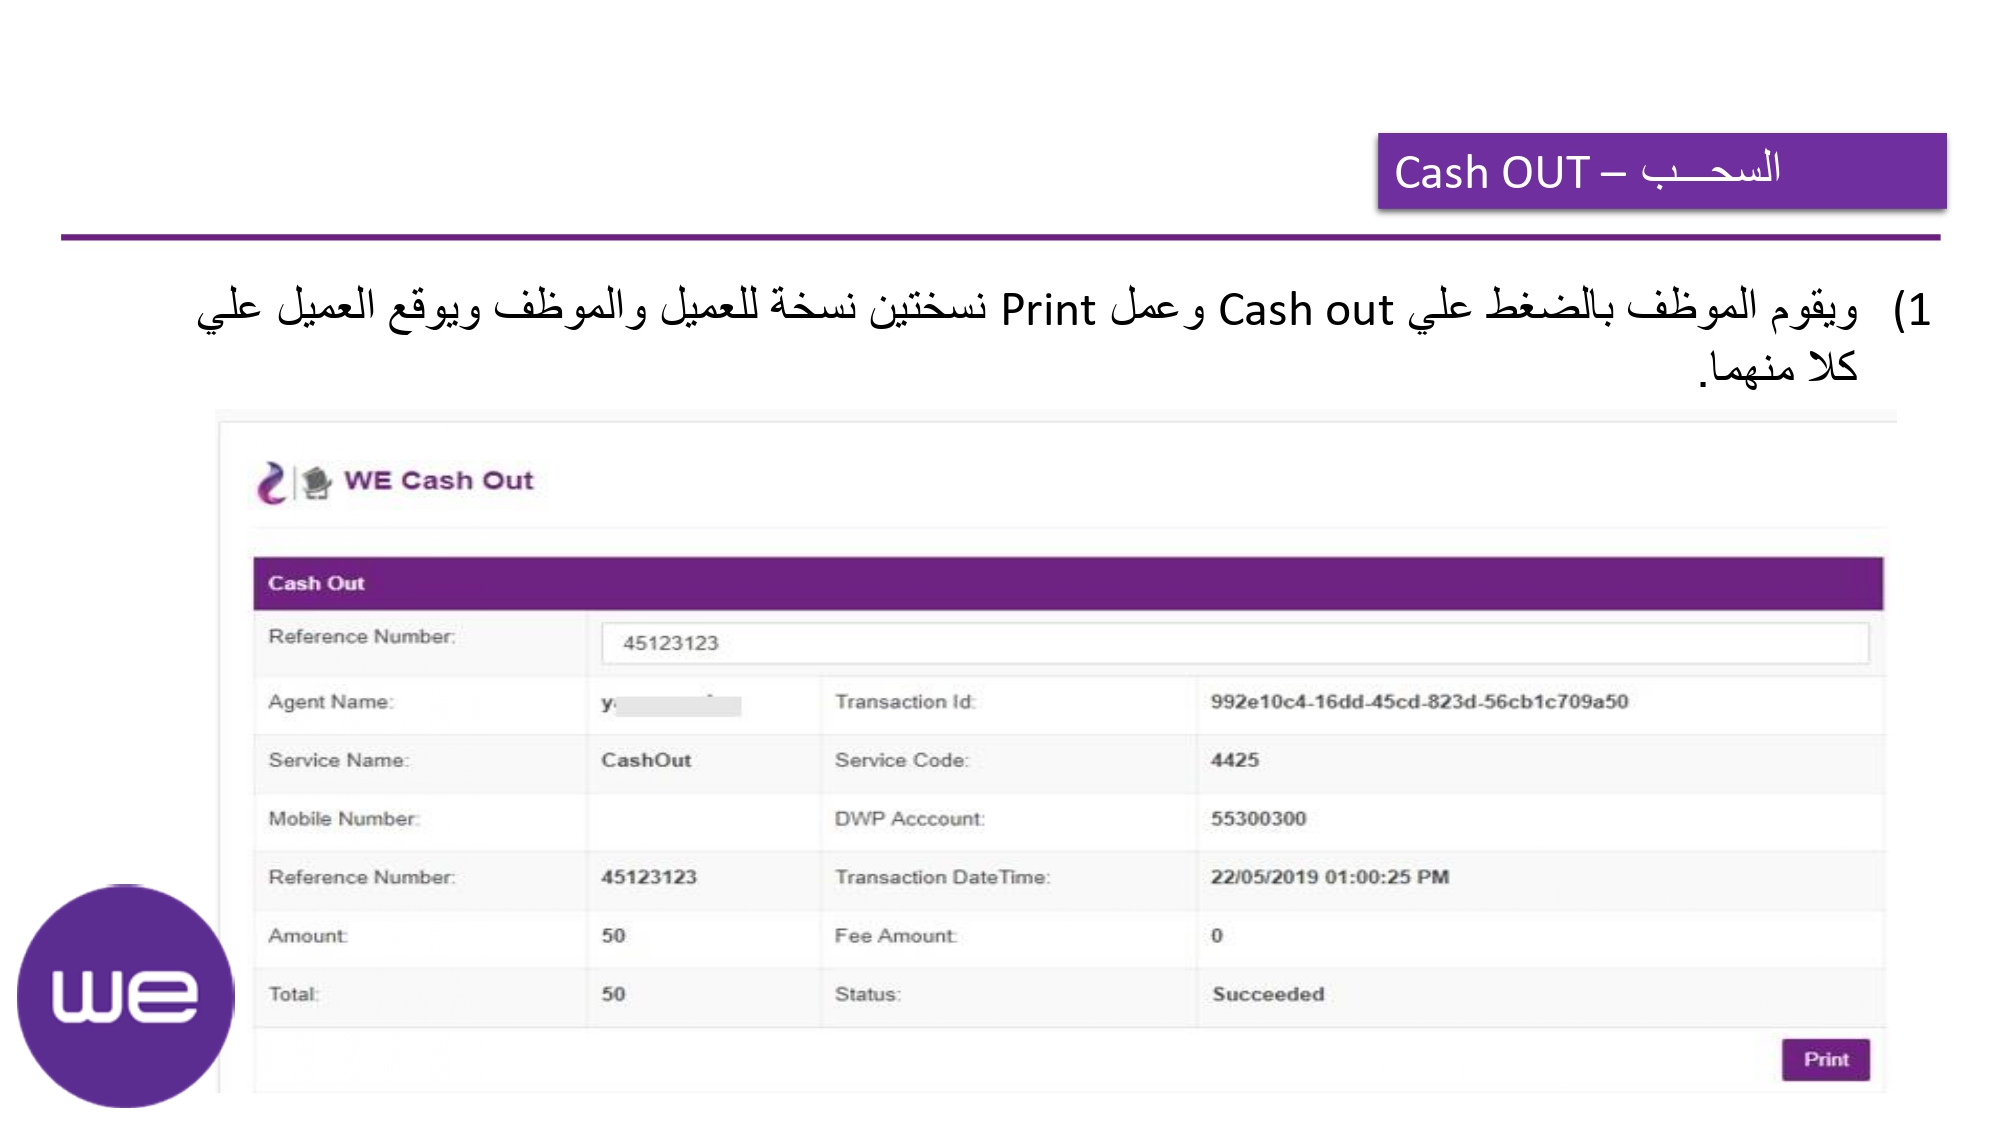 السحـــب – Cash OUT
1) ويقوم الموظف بالضغط علي Cash out وعمل Print نسختين نسخة للعميل والموظف ويوقع العميل علي
كلا منهما.
WE Cash Out
Cash Out
Reference Number: 45123123
Agent Name: Transaction Id: 992e10c4-16dd-45cd-823d-56cb1c709a50
Service Name: CashOut Service Code: 4425
Mobile Number: DWP Acccount: 55300300
Reference Number: 45123123 Transaction DateTime: 22/05/2019 01:00:25 PM
Amount: 50 Fee Amount: 0
Total: 50 Status: Succeeded
Print
we